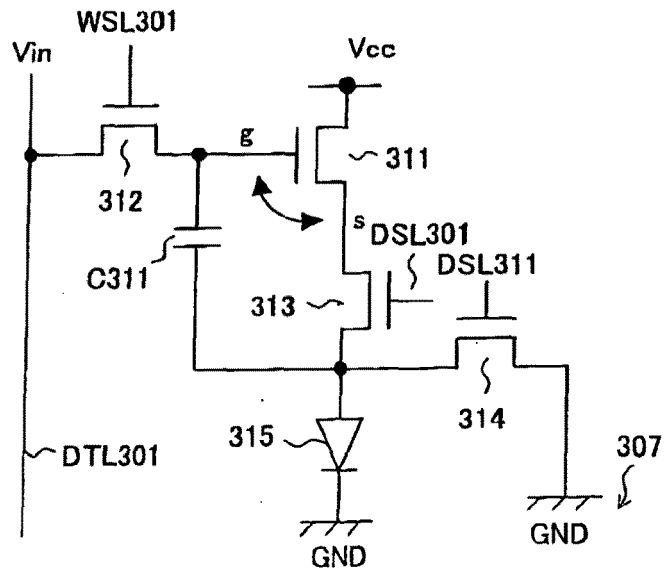 WSL301
Vin
Vcc
g
311
312
s
DSL301
DSL311
C311
313
314
315
DTL301
307
GND
GND